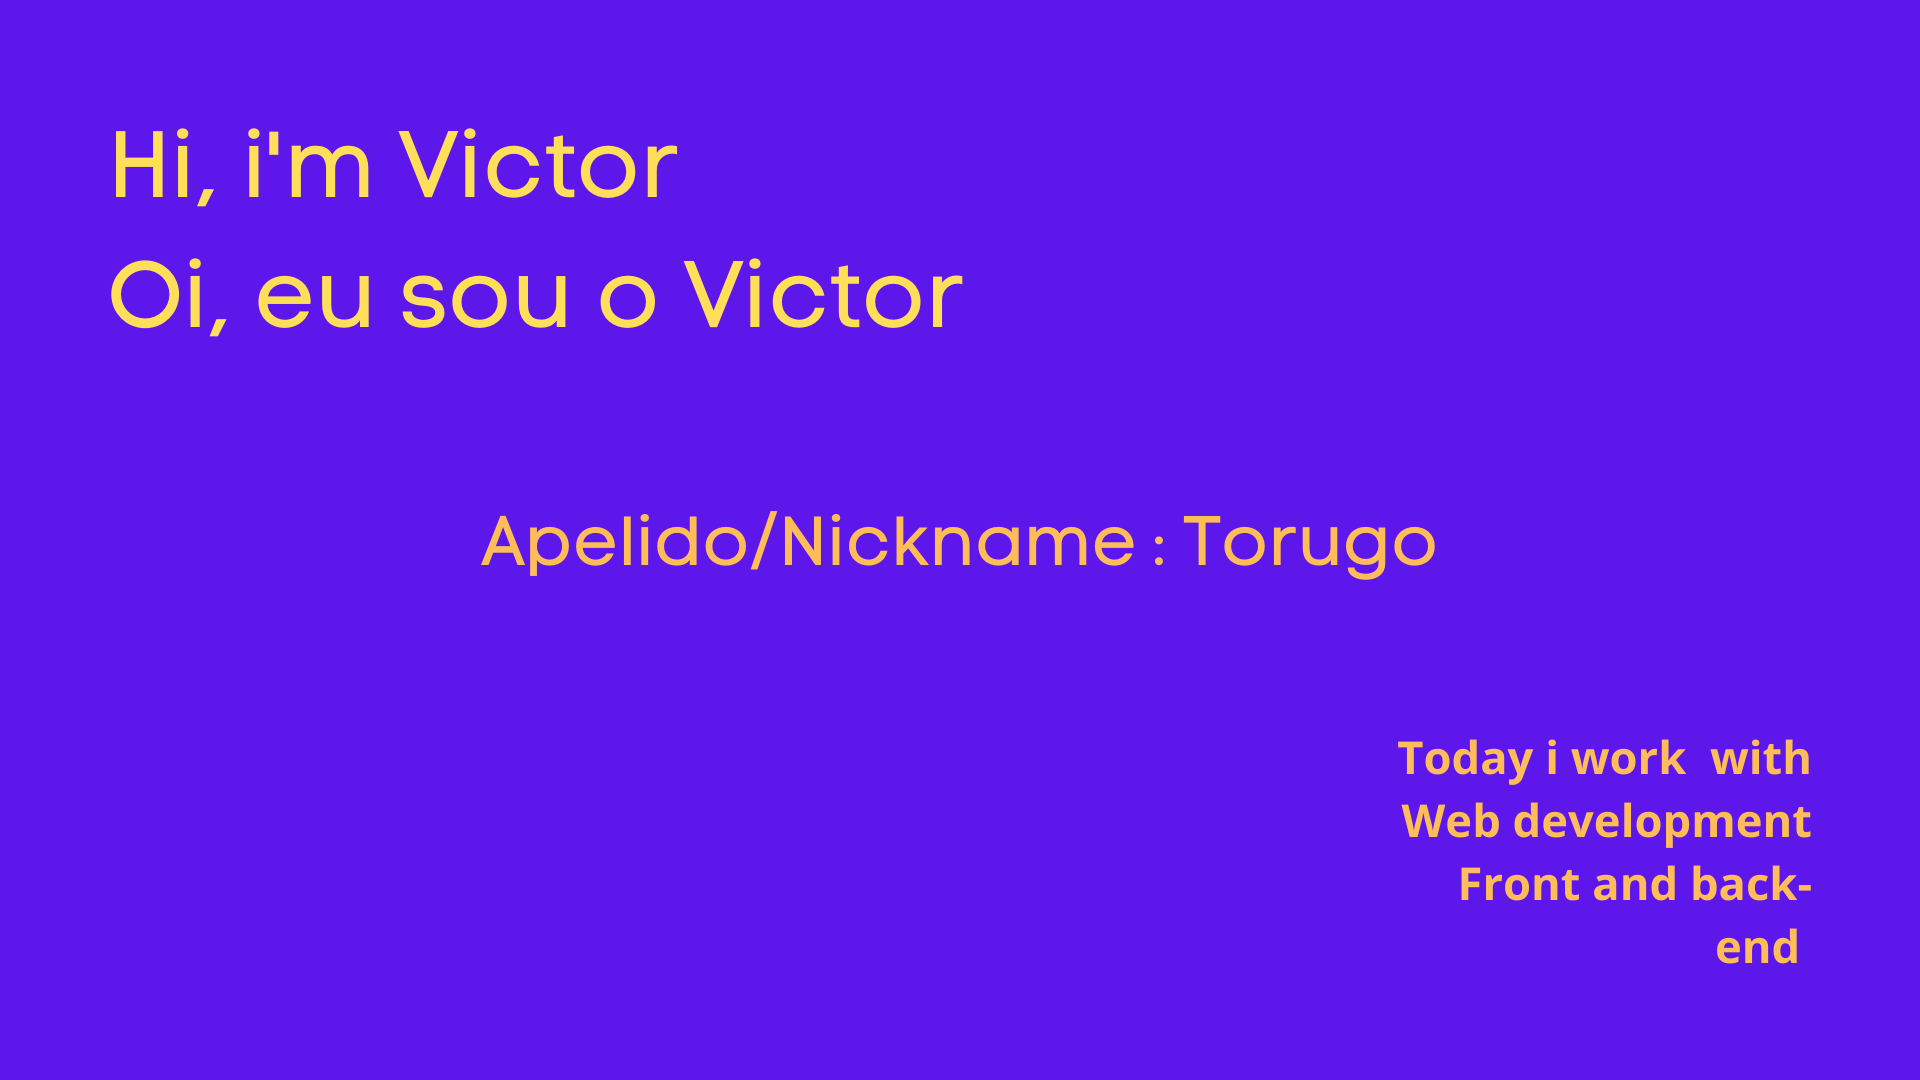 Hi, i'm Victor
Oi, eu sou o Victor
Apelido/Nickname : Torugo
Today i work  with
Web development
Front and back-
end